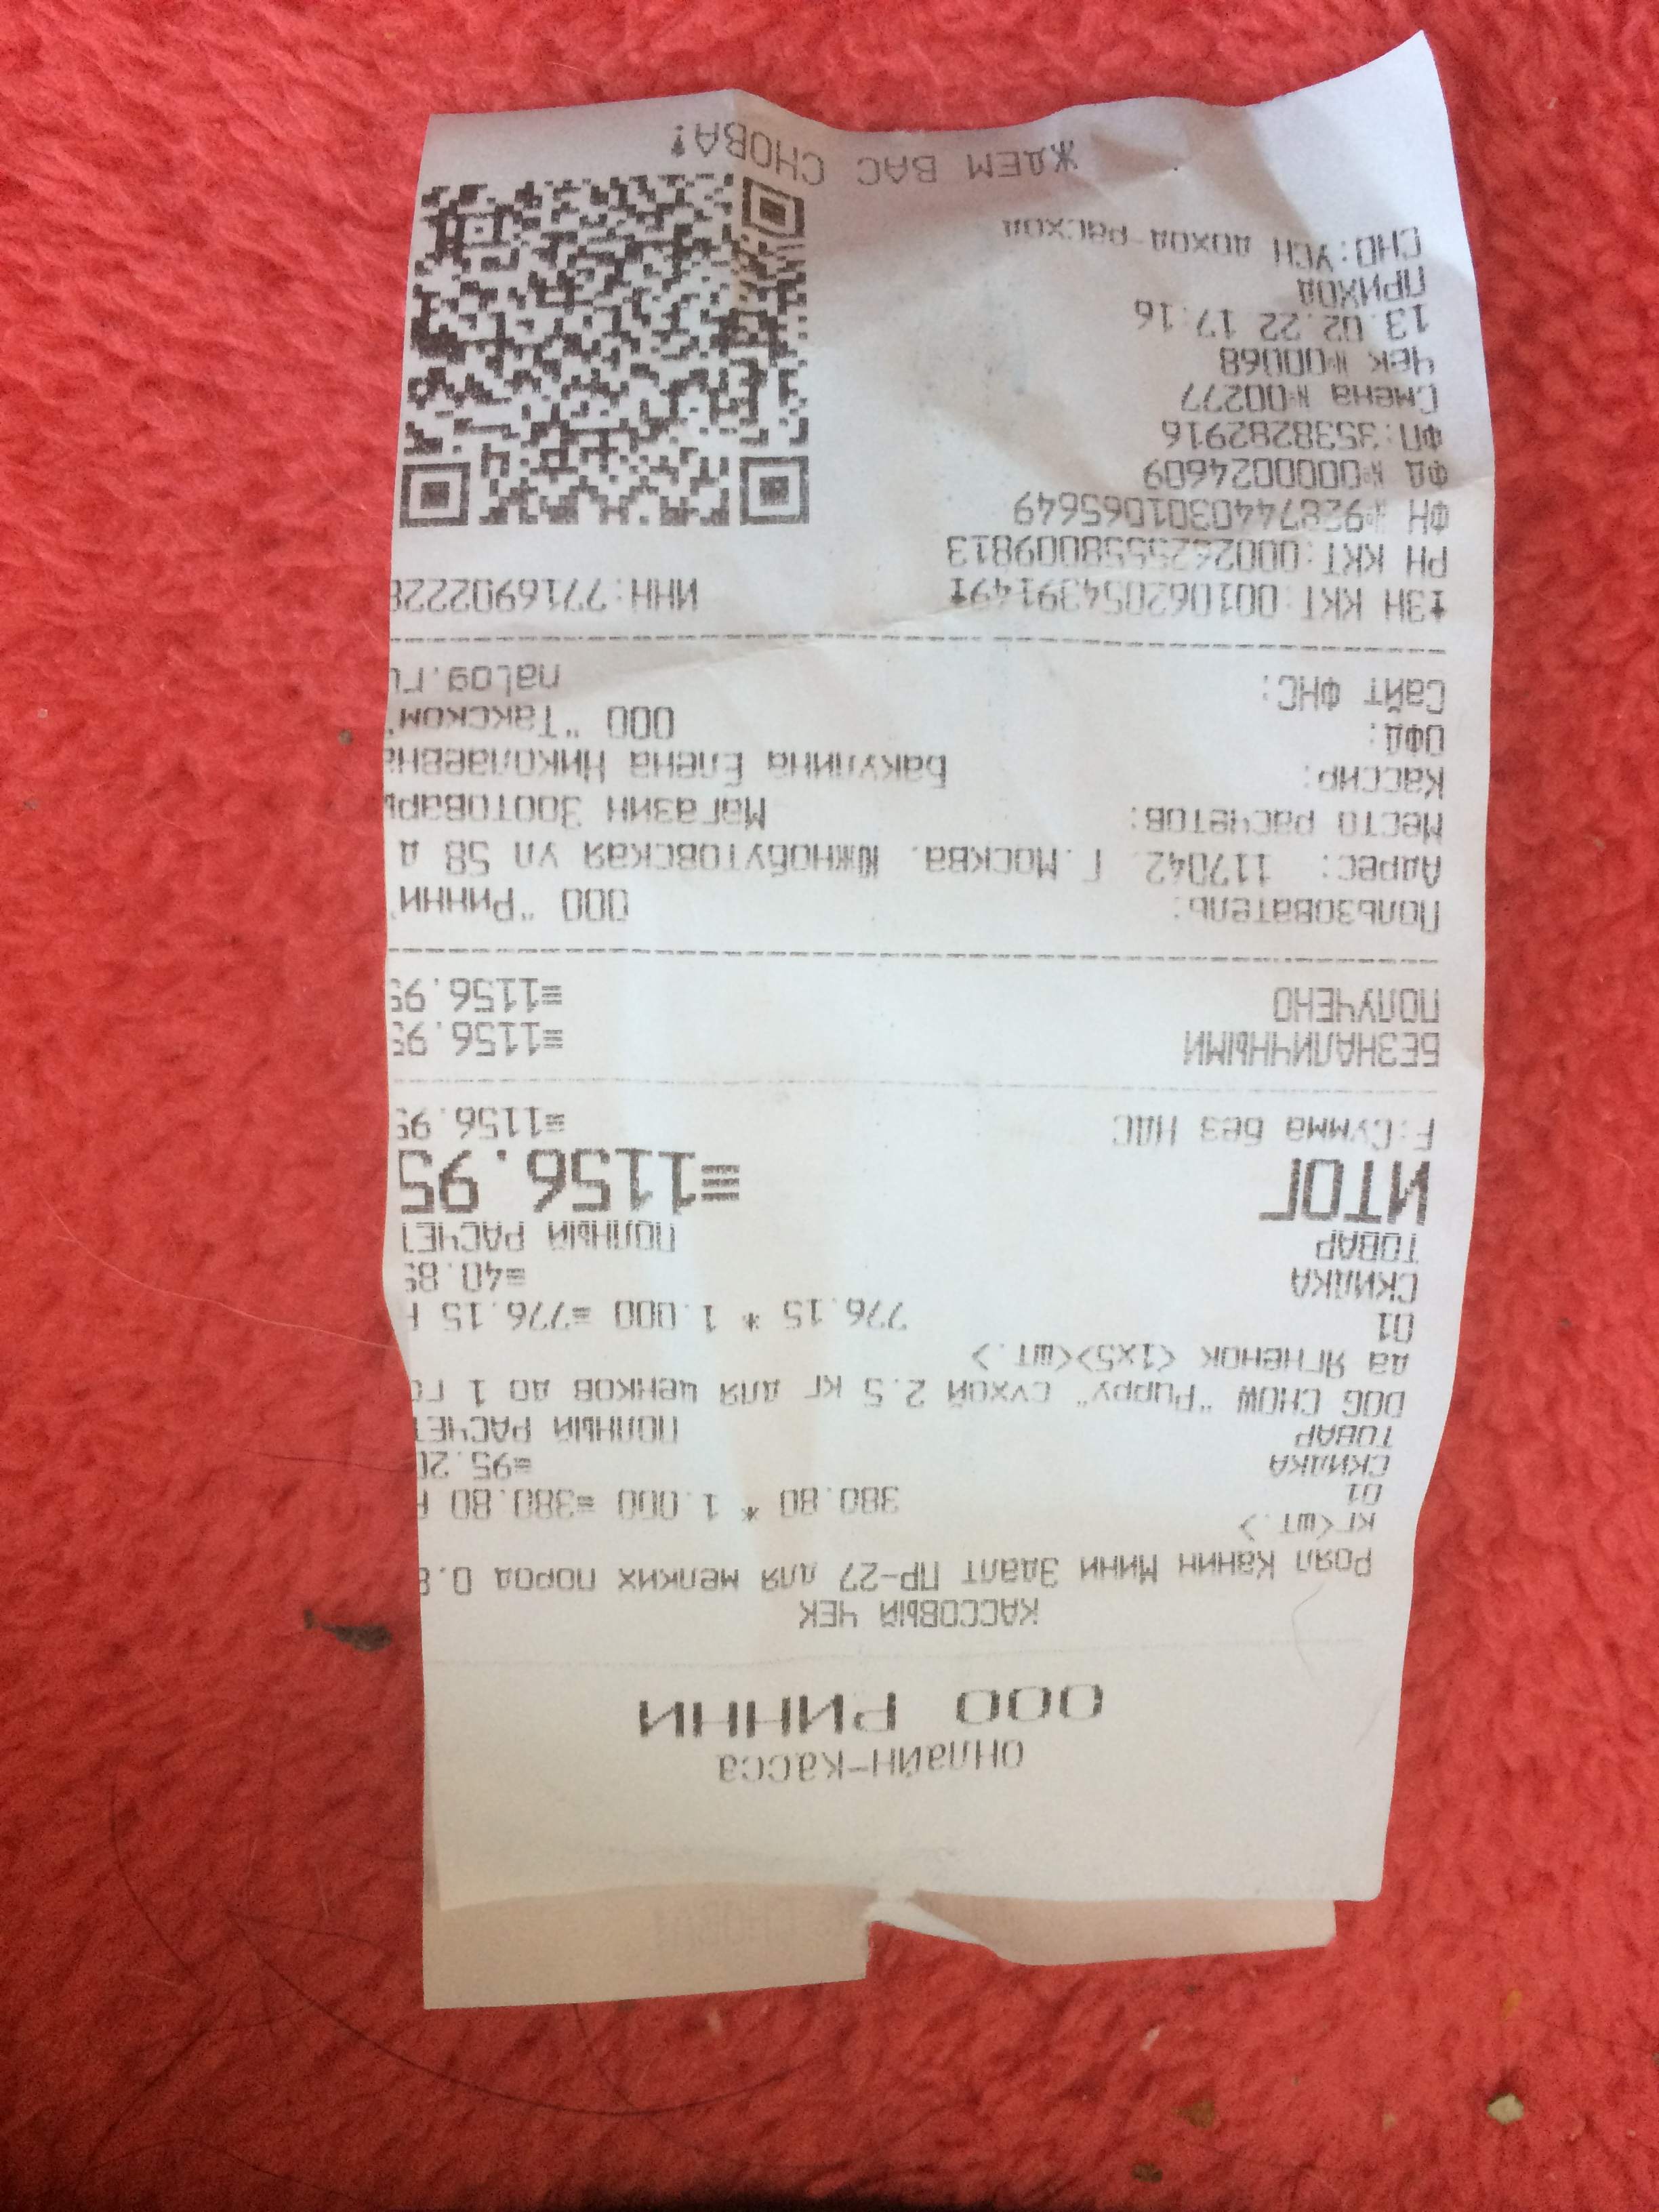 онлайн-касса
ООО РИННИ
КАССОВЫЙ ЧЕК
Роял Канин Мини Эдалт ПР-27 для мелких пород 0.8
кг<шт.>
01 380.80 * 1.000 ≡380.80 F
СКИДКА ≡95.20
ТОВАР ПОЛНЫЙ РАСЧЕТ
DOG CHOW "Puppy" сухой 2.5 кг для щенков до 1 го
да Ягненок <1х5><шт.>
01 776.15 * 1.000 ≡776.15 F
СКИДКА ≡40.85
ТОВАР ПОЛНЫЙ РАСЧЕТ
ИТОГ ≡1156.95
F:Сумма без НДС ≡1156.95
БЕЗНАЛИЧНЫМИ ≡1156.95
ПОЛУЧЕНО ≡1156.95
Пользователь: ООО "Ринни"
Адрес: 117042, Г.Москва, Южнобутовская ул 58 д
Место расчетов: Магазин Зоотовары
Кассир: Бакулина Елена Николаевна
ОФД: ООО "Такском"
Сайт ФНС: nalog.ru
‡ЗН ККТ:00106205439149‡ ИНН:7716902228
РН ККТ:0002625558009813
ФН №9287440301065649
ФД №0000024609
ФП:3538282916
Смена №00277
Чек №00068
13.02.22 17:16
ПРИХОД
СНО:УСН доход-расход
ЖДЕМ ВАС СНОВА!